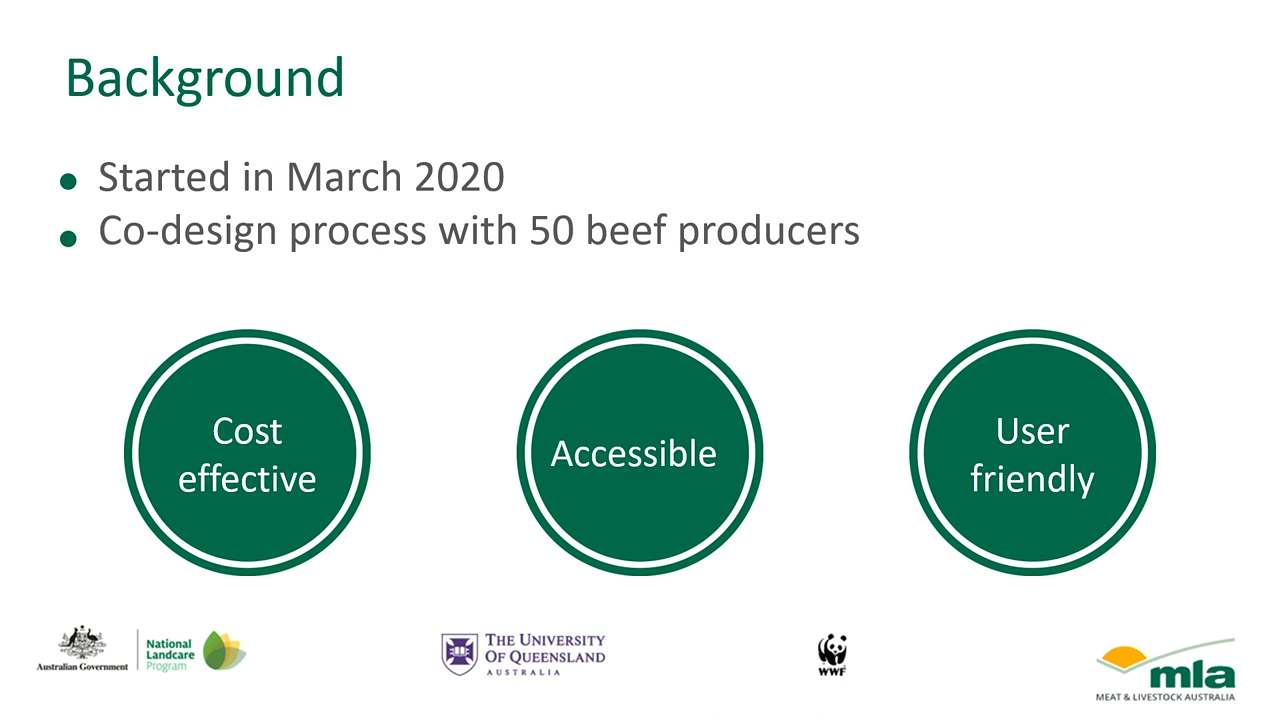 Background
Started in March 2020
Co-design process with 50 beef producers
Cost
effective
Accessible
User
friendly
Australian Government
National
Landcare
Program
THE UNIVERSITY
OF QUEENSLAND
AUSTRALIA
WWF
mla
MEAT & LIVESTOCK AUSTRALIA